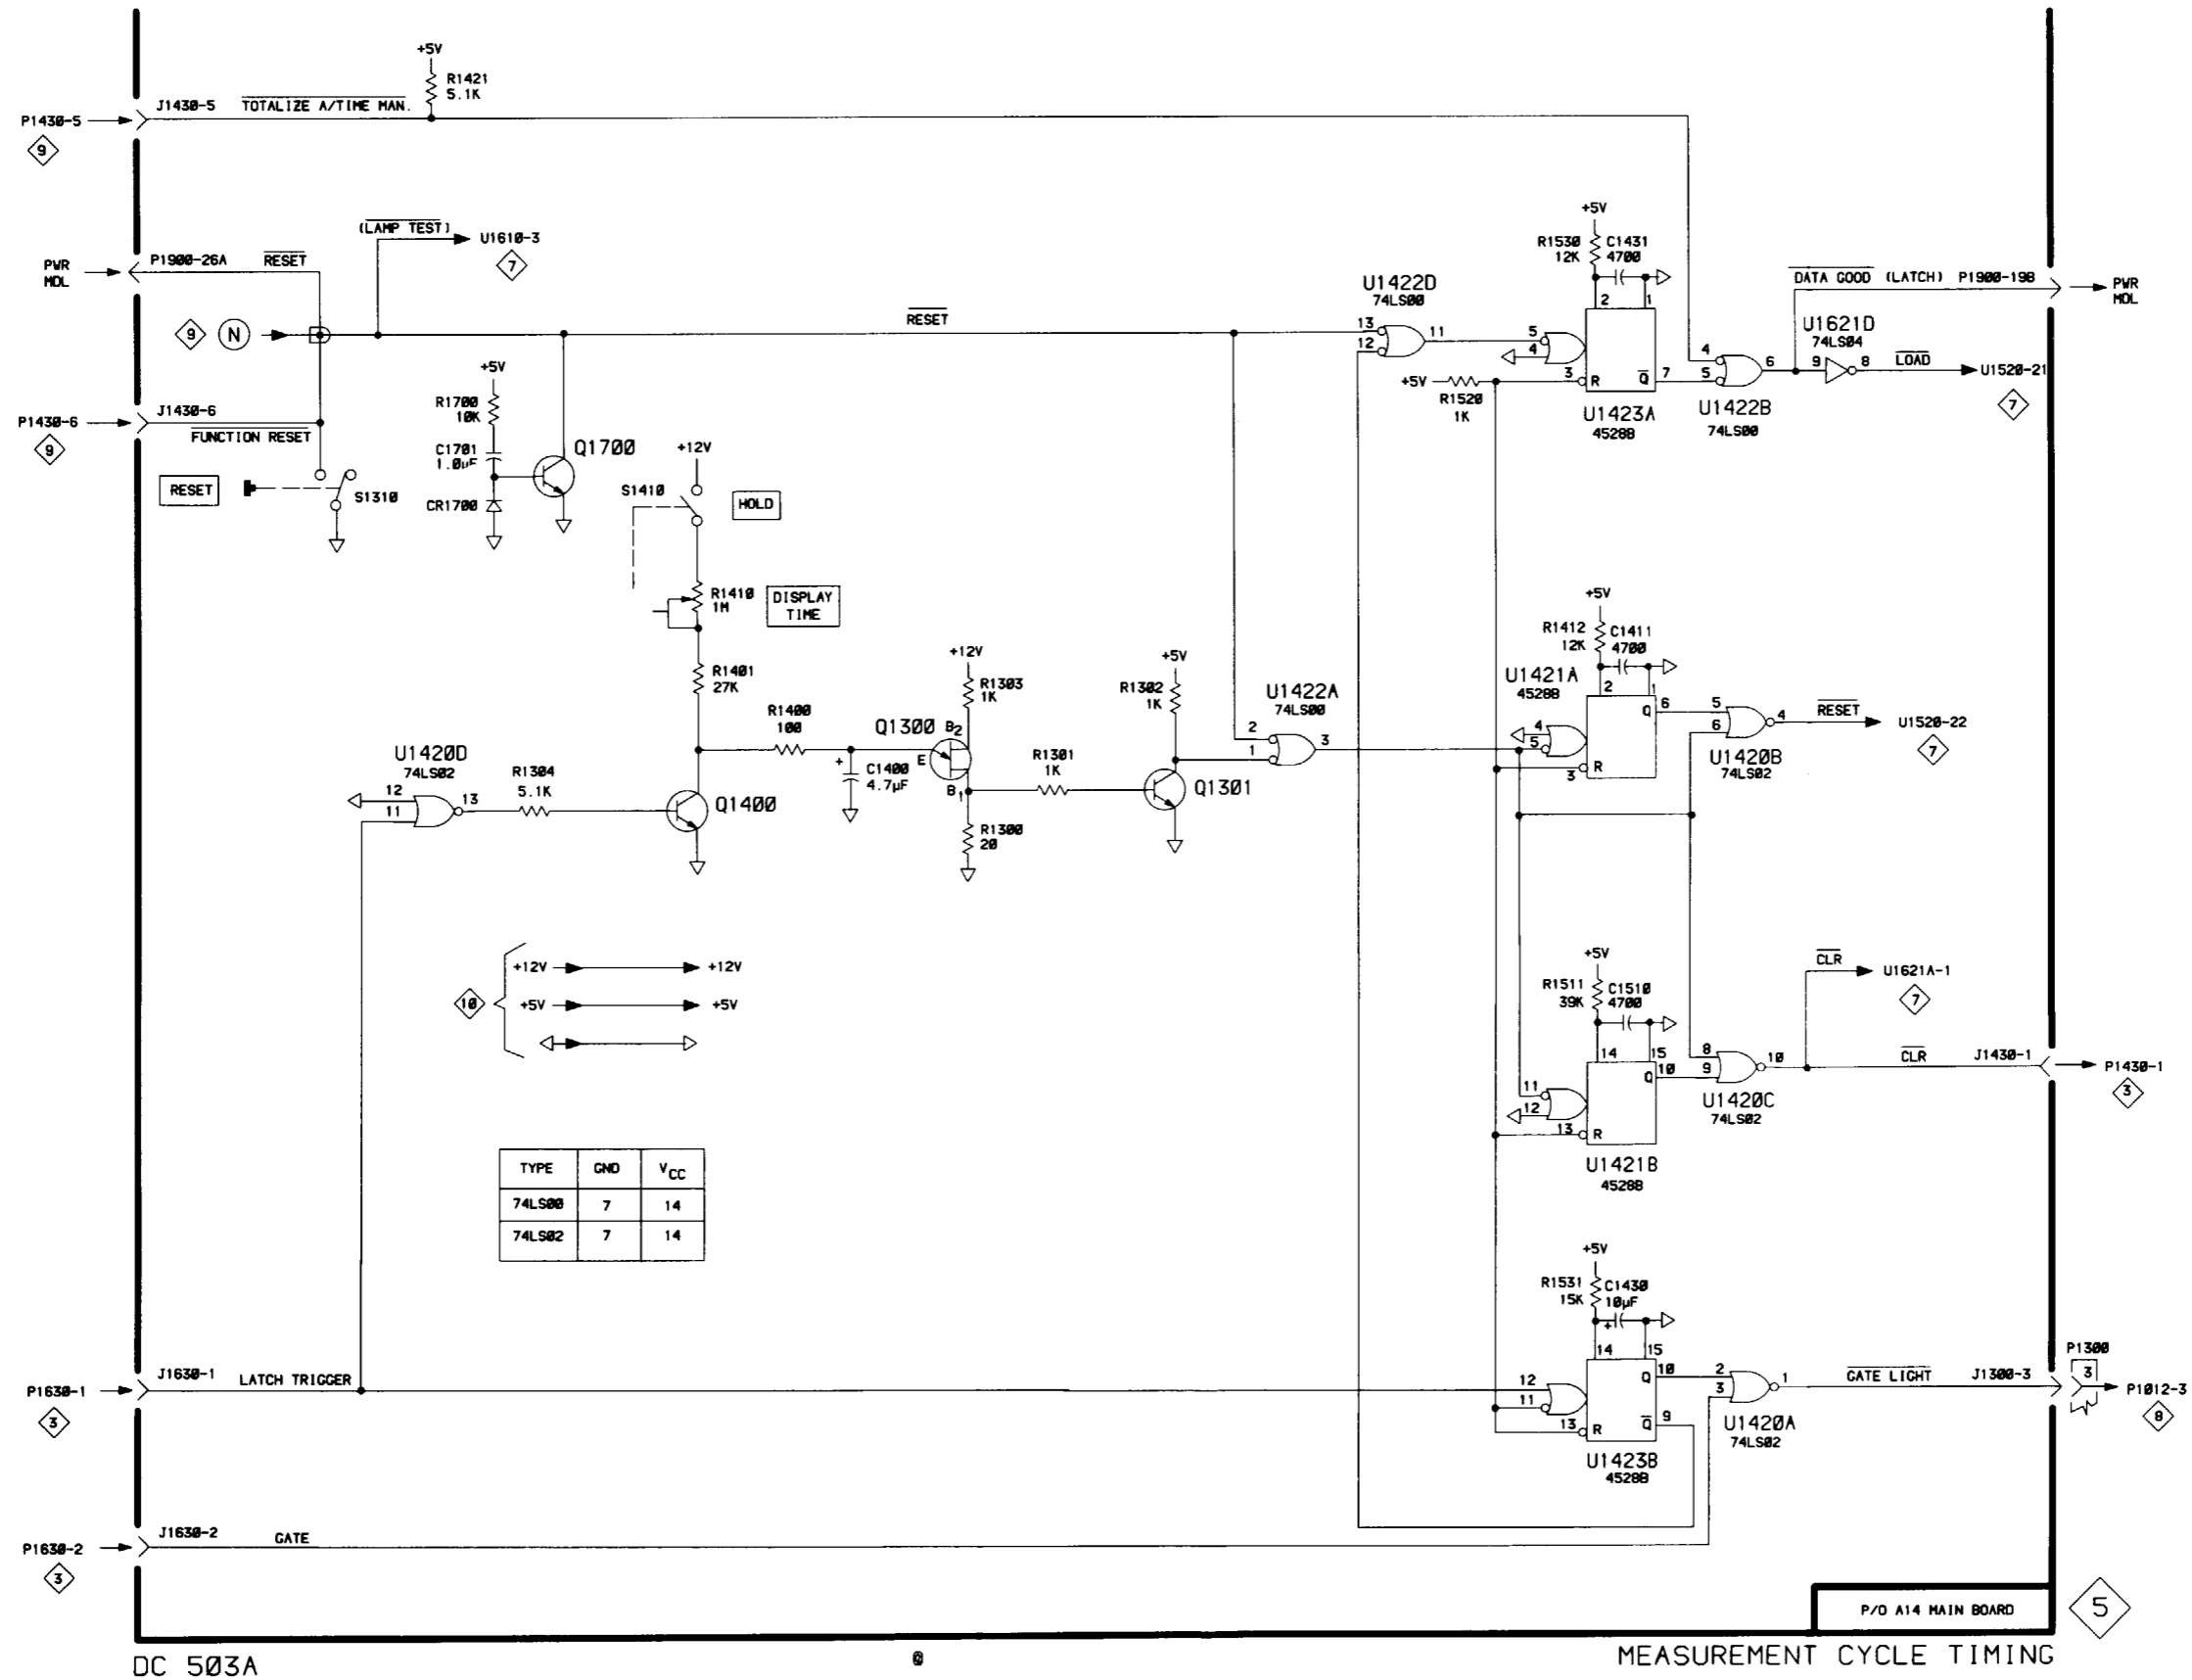 +5V
R1421
5.1K
J1430-5 TOTALIZE A/TIME MAN.
P1430-5
9
(LAMP TEST)
U1610-3
7
PWR
MDL
P1900-26A RESET
9 N
RESET
+5V
R1700
10K
C1701
1.0µF
CR1700
Q1700
P1430-6
9
J1430-6
FUNCTION RESET
RESET
S1310
+12V
S1410
HOLD
R1410
1M
DISPLAY
TIME
R1401
27K
+5V
R1530
12K
C1431
4700
2 1
U1422D
74LS00
13
12
11
5
4
3
R
Q
7
U1423A
4528B
+5V
R1520
1K
4
5
6
U1422B
74LS00
DATA GOOD (LATCH) P1900-19B
PWR
MDL
U1621D
74LS04
9 8
LOAD
U1520-21
7
U1420D
74LS02
12
11
13
R1304
5.1K
Q1400
R1400
100
+
C1400
4.7µF
+12V
R1303
1K
Q1300
B2
E
B1
R1300
20
R1301
1K
+5V
R1302
1K
Q1301
U1422A
74LS00
2
1
3
+5V
R1412
12K
C1411
4700
2 1
U1421A
4528B
4
5
3
R
Q
6
5
6
4
U1420B
74LS02
RESET
U1520-22
7
10
+12V +12V
+5V +5V
+5V
R1511
39K
C1510
4700
14 15
11
12
13
R
Q
10
U1421B
4528B
8
9
10
U1420C
74LS02
CLR
U1621A-1
7
CLR J1430-1
P1430-1
3
TYPE GND VCC
74LS00 7 14
74LS02 7 14
+5V
R1531
15K
C1430
10µF
+
14 15
P1630-1
3
J1630-1 LATCH TRIGGER
12
11
13
R
Q
10
Q
9
U1423B
4528B
2
3
1
U1420A
74LS02
GATE LIGHT J1300-3
P1300
3
P1012-3
8
P1630-2
3
J1630-2 GATE
P/O A14 MAIN BOARD
5
DC 503A
MEASUREMENT CYCLE TIMING